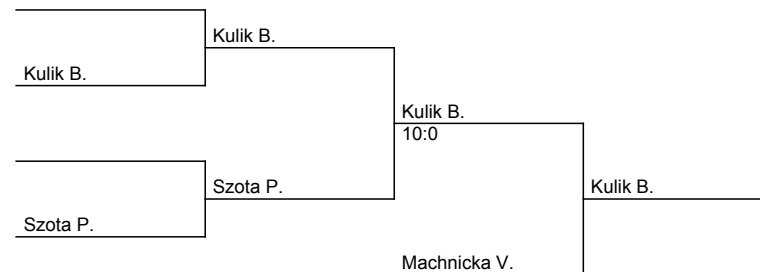 Kulik B.
Kulik B.
Kulik B.
10:0
Szota P.
Kulik B.
Szota P.
Machnicka V.